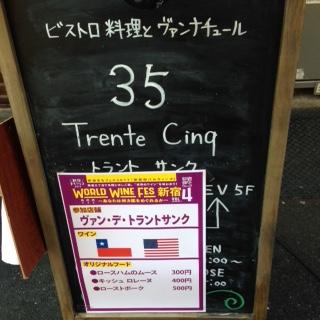 ビストロ料理とヴァンナチュール
35
Trente Cinq
トラント サンク
WORLD WINE FES 新宿
VOL 4
参加店舗
ヴァン・デ・トラントサンク
EV 5F
ワイン
オリジナルフード
●ロースハムのムース 300円
●キッシュ ロレーヌ 400円
●ローストポーク 500円